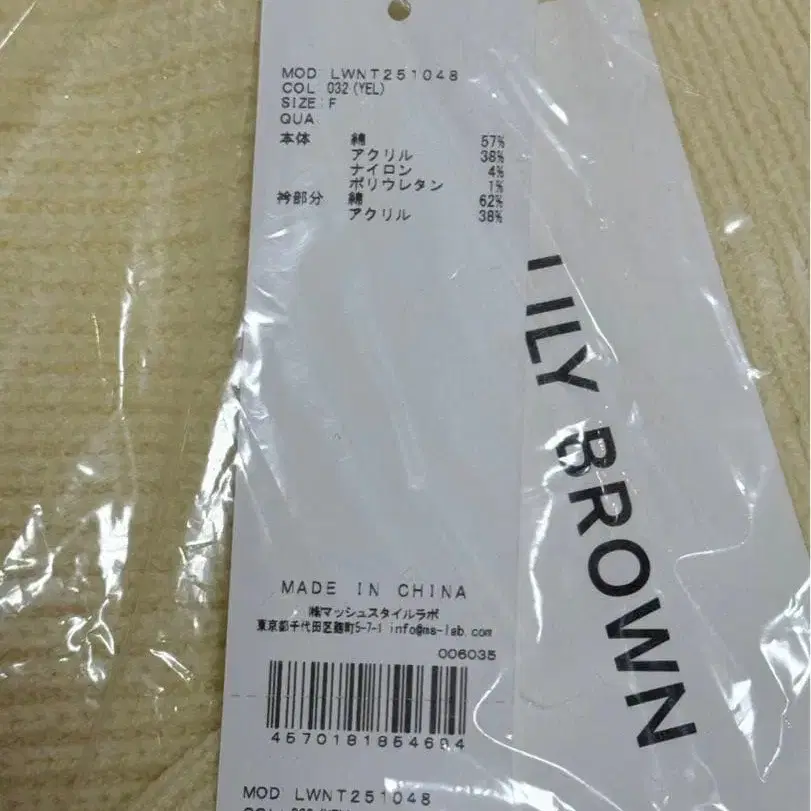 MOD LWNT251048
COL 032(YEL)
SIZE F
QUA
本体 綿 57%
アクリル 38%
ナイロン 4%
ポリウレタン 1%
衿部分 綿 62%
アクリル 38%
MADE IN CHINA
㈱マッシュスタイルラボ
東京都千代田区麹町5-7-1 info@ms-lab.com
006035
4570181854604
MOD LWNT251048
LILY BROWN